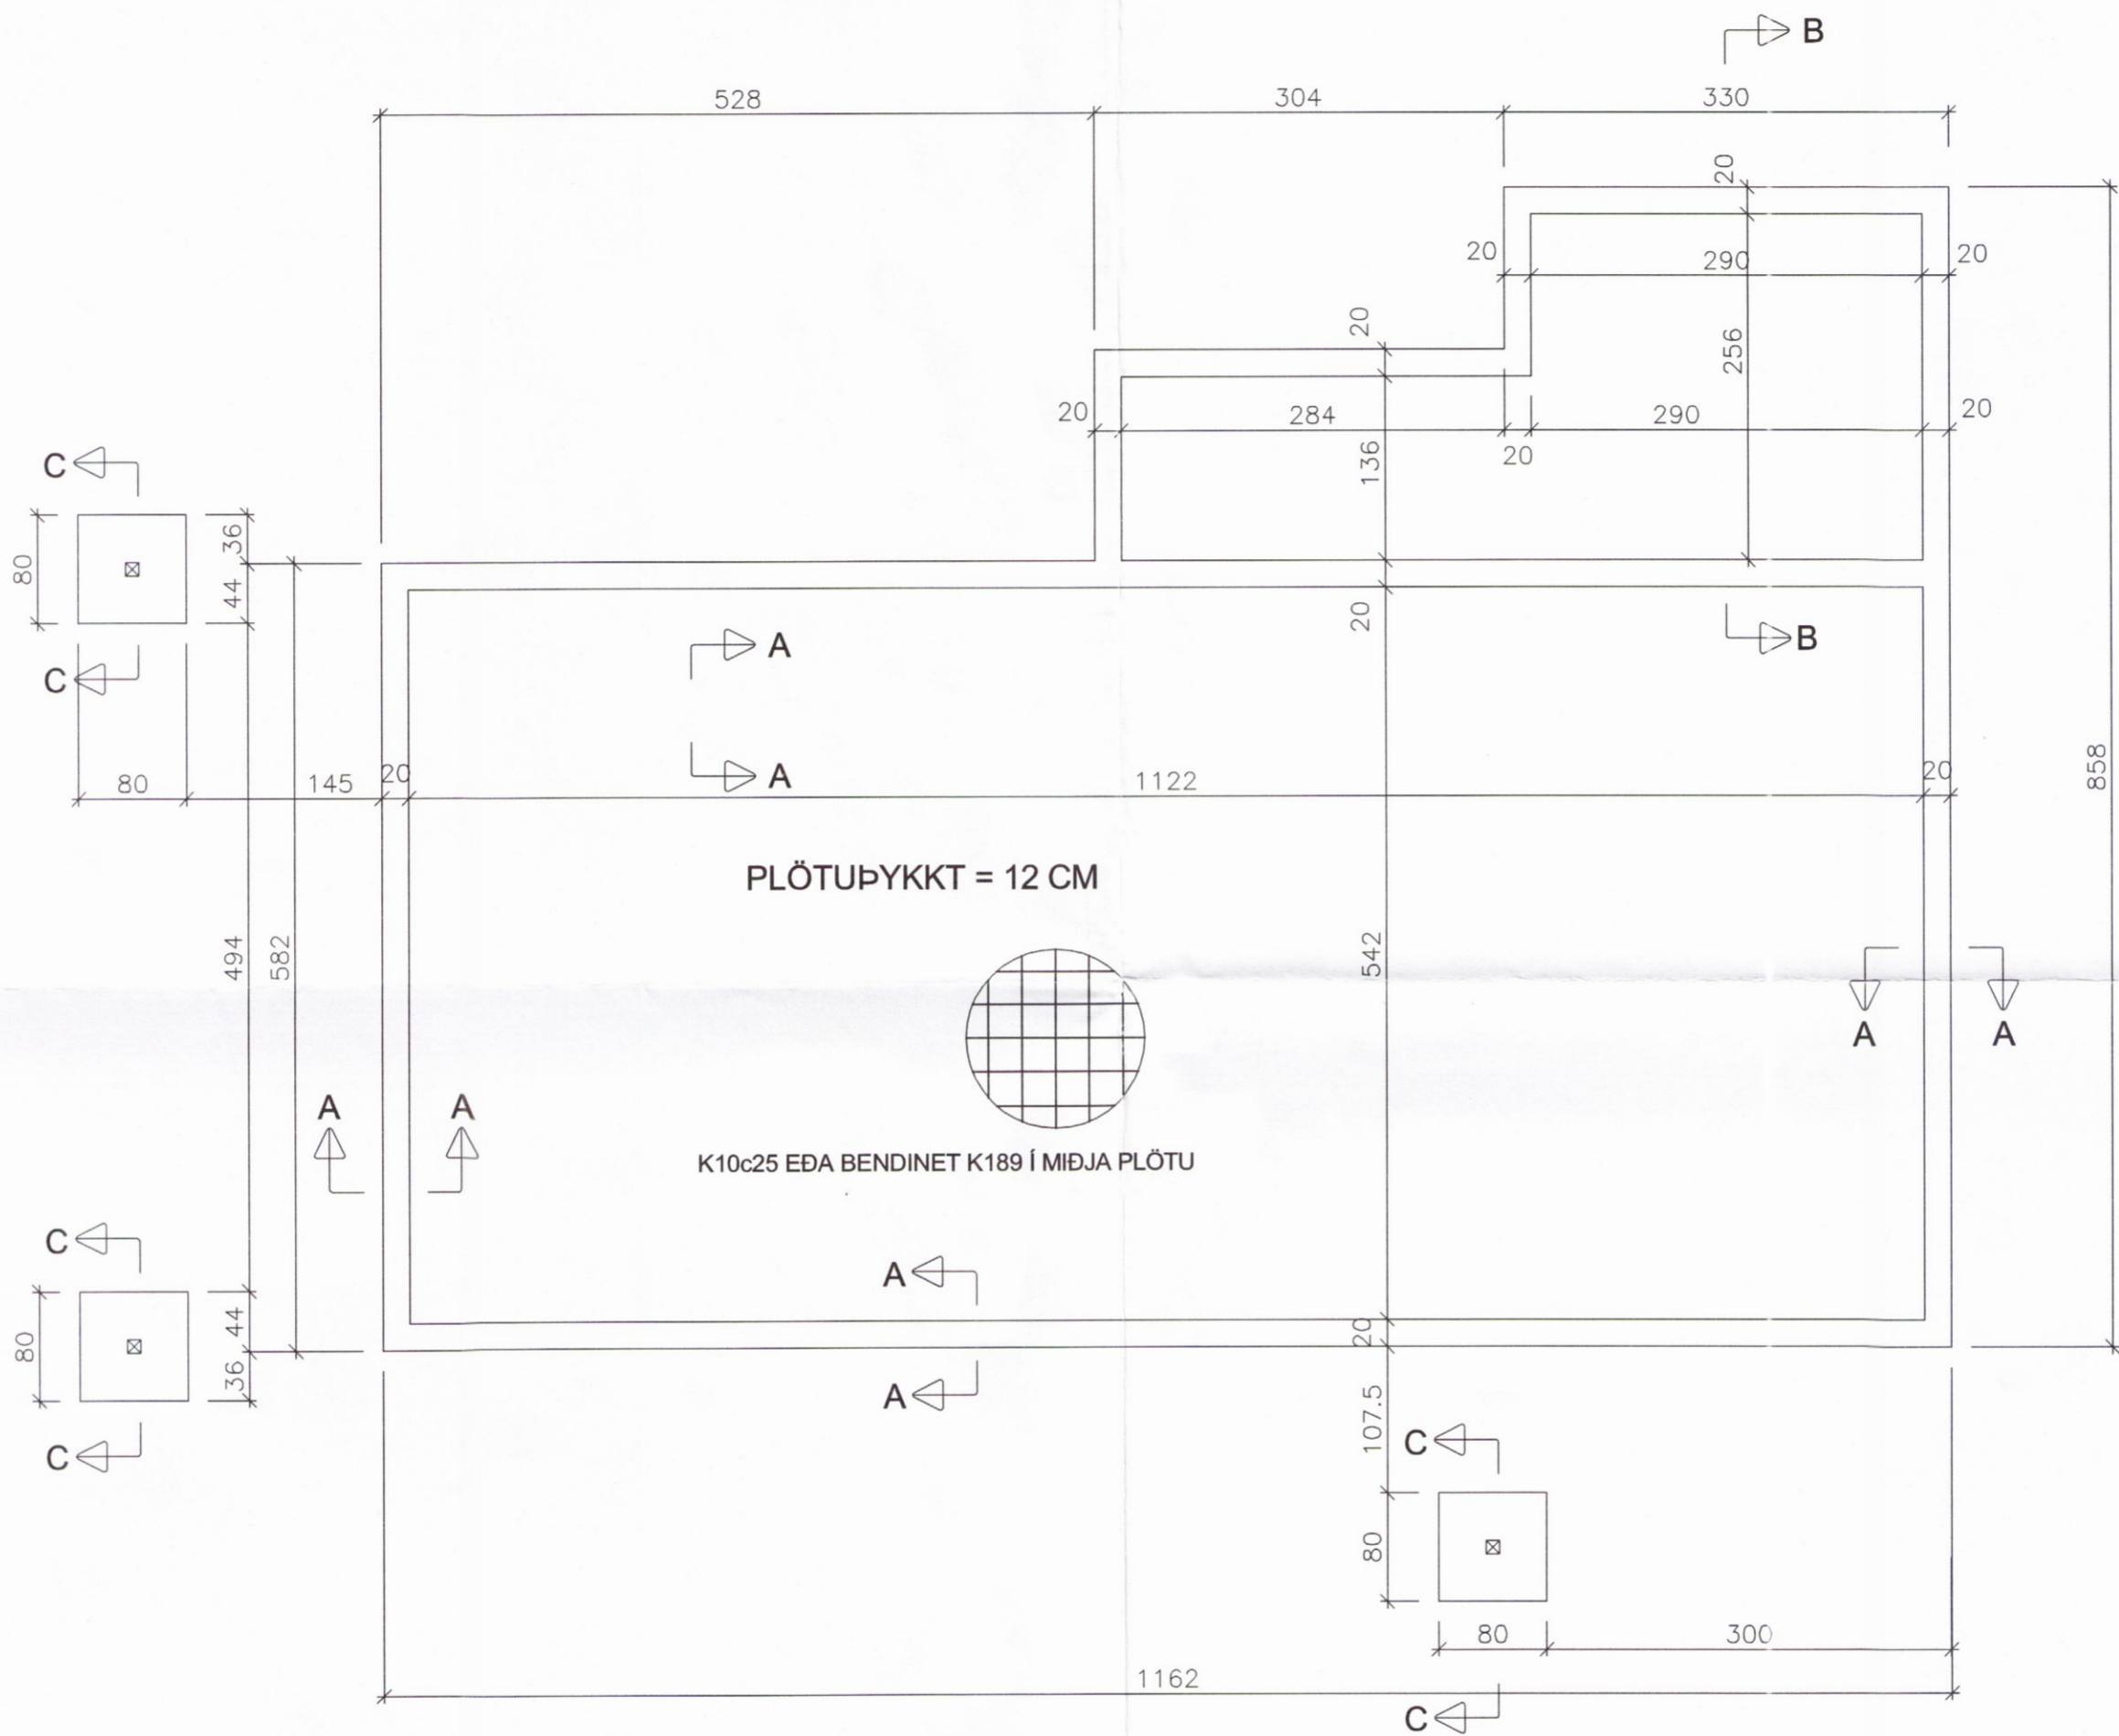 B
528 304 330
20
20 290 20
20
256
20 284 290 20
136 20
C
80 36
44
20
A B
C
80 145 20 1122 20
A
858
PLÖTUÞYKKT = 12 CM
494 582 542
A A
A A
K10c25 EÐA BENDINET K189 Í MIÐJA PLÖTU
C
A
80 44
36 20
A
C
107.5
C
80
80 300
1162
C